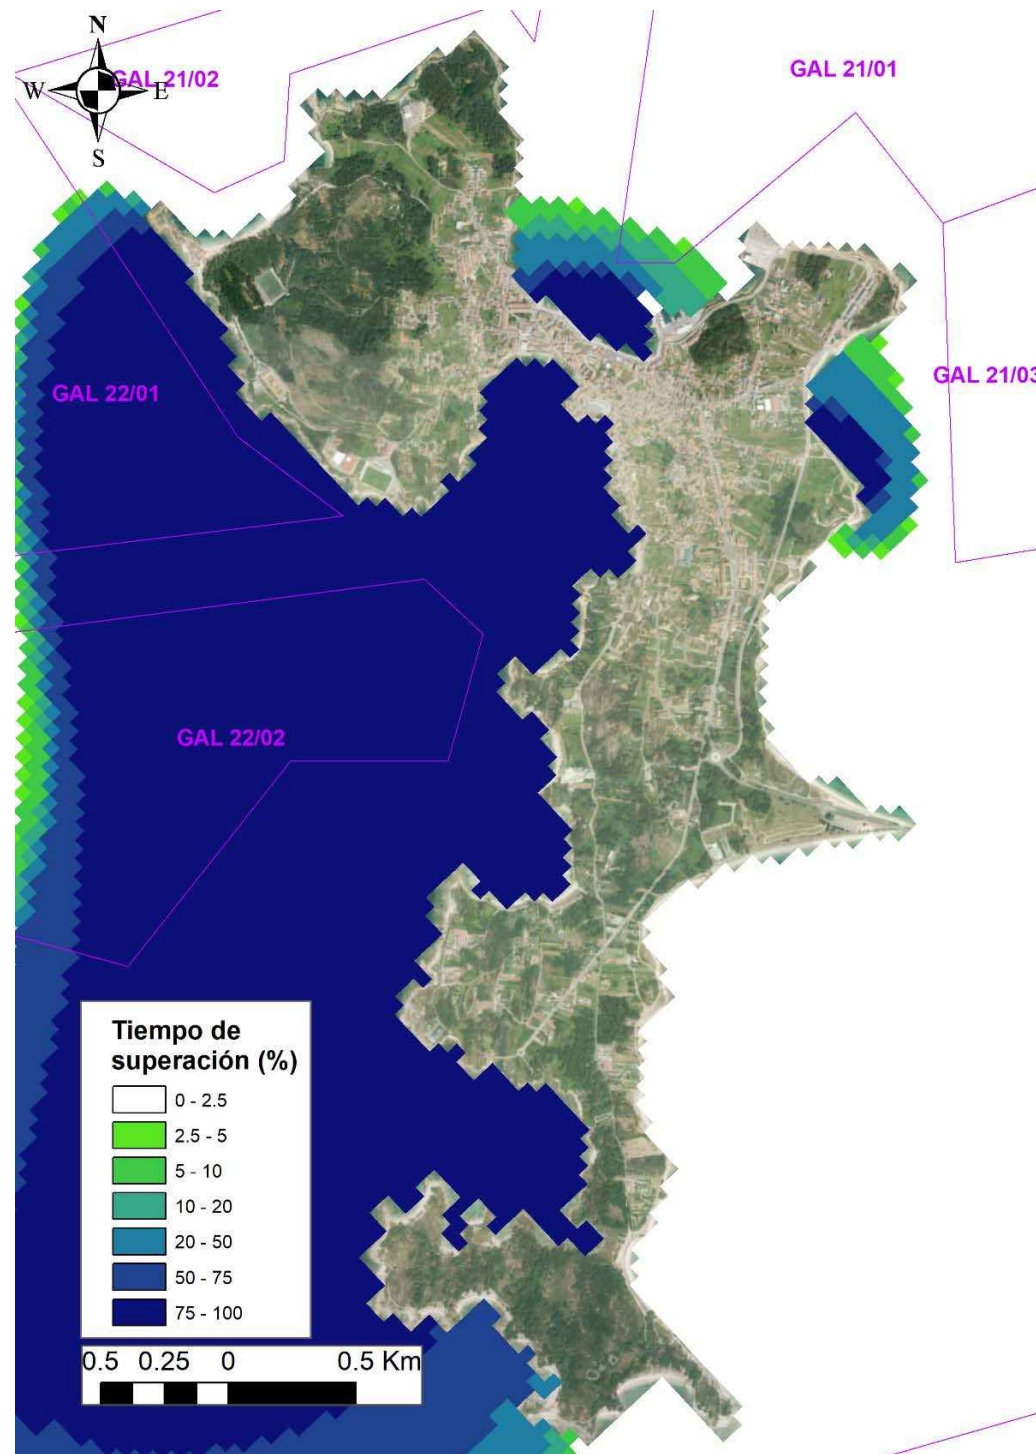 N
W E
S
GAL 21/02
GAL 21/01
GAL 21/03
GAL 22/01
GAL 22/02
Tiempo de
superación (%)
0 - 2.5
2.5 - 5
5 - 10
10 - 20
20 - 50
50 - 75
75 - 100
0.5 0.25 0 0.5 Km